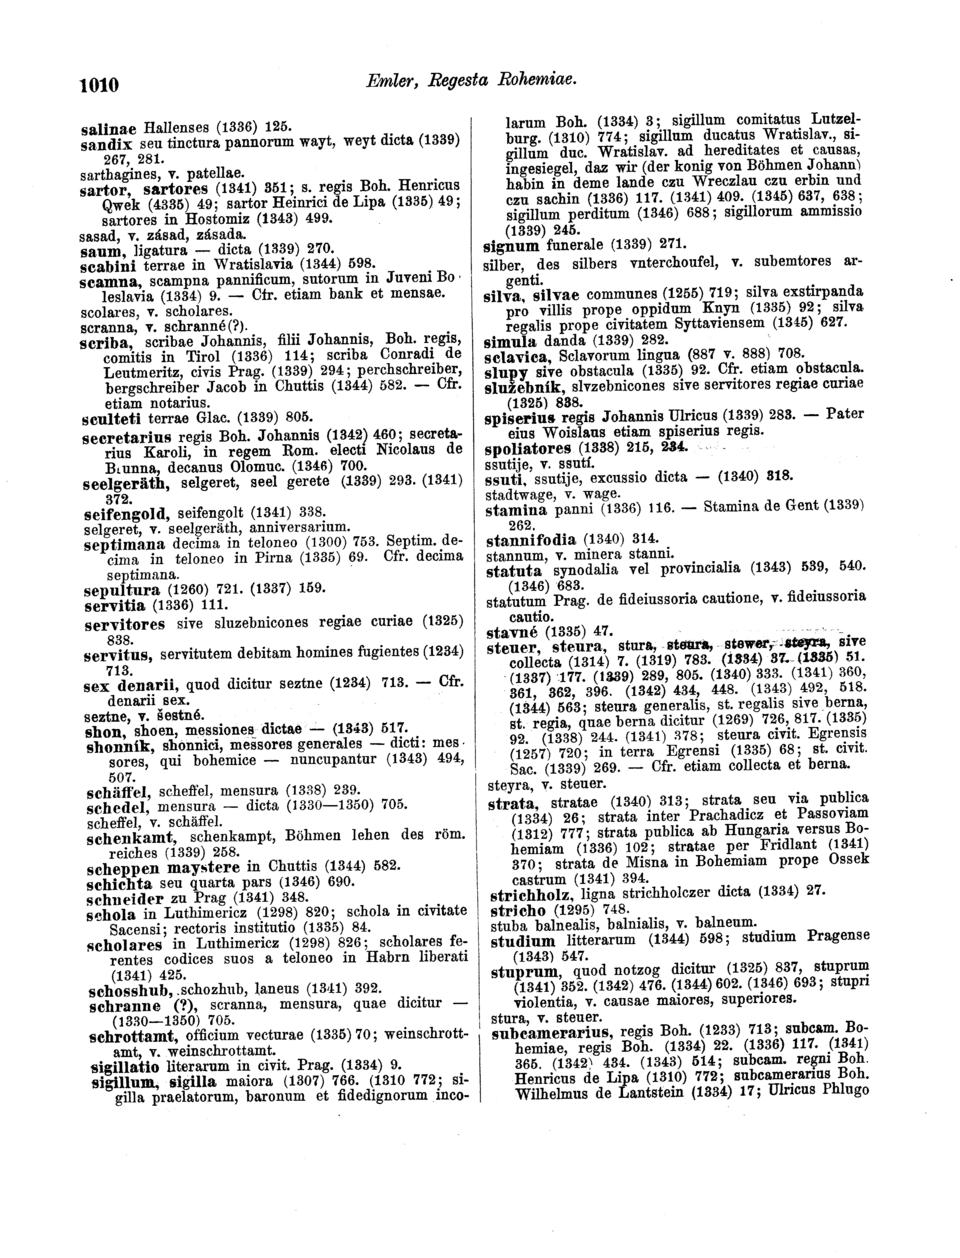 1010
Emler, Regesta Bohemiae.
salinae Hallenses (1336) 125.
sandix seu tinctura pannorum wayt, weyt dicta (1339)
267, 281.
sarthagines, v. patellae.
sartor, sartores (1341) 351; s. regis Boh. Henricus
Qwek (4335) 49; sartor Heinrici de Lipa (1335) 49;
sartores in Hostomiz (1343) 499.
sasad, v. zásad, zásada.
saum, ligatura — dicta (1339) 270.
scabini terrae in Wratislavia (1344) 598.
scamna, scampna pannificum, sutorum in Juveni Bo-
leslavia (1334) 9. — Cfr. etiam bank et mensae.
scolares, v. scholares.
scranna, v. schranné(?).
scriba, scribae Johannis, filii Johannis, Boh. regis,
comitis in Tirol (1336) 114; scriba Conradi de
Leutmeritz, civis Prag. (1339) 294; perchschreiber,
bergschreiber Jacob in Chuttis (1344) 582. — Cfr.
etiam notarius.
sculteti terrae Glac. (1339) 805.
secretarius regis Boh. Johannis (1342) 460; secreta-
rius Karoli, in regem Rom. electi Nicolaus de
Brunna, decanus Olomuc. (1346) 700.
seelgeräth, selgeret, seel gerete (1339) 293. (1341)
372.
seifengold, seifengolt (1341) 338.
selgeret, v. seelgeräth, anniversarium.
septimana decima in teloneo (1300) 753. Septim. de-
cima in teloneo in Pirna (1335) 69. Cfr. decima
septimana.
sepultura (1260) 721. (1337) 159.
servitia (1336) 111.
servitores sive sluzebnicones regiae curiae (1325)
838.
servitus, servitutem debitam homines fugientes (1234)
713.
sex denarii, quod dicitur seztne (1234) 713. — Cfr.
denarii sex.
seztne, v. šestné.
shon, shoen, messiones dictae — (1343) 517.
shonník, shonnici, messores generales — dicti: mes-
sores, qui bohemice — nuncupantur (1343) 494,
507.
schäffel, scheffel, mensura (1338) 239.
schedel, mensura — dicta (1330—1350) 705.
scheffel, v. schäffel.
schenkamt, schenkampt, Böhmen lehen des röm.
reiches (1339) 258.
scheppen maystere in Chuttis (1344) 582.
schichta seu quarta pars (1346) 690.
schneider zu Prag (1341) 348.
schola in Luthimericz (1298) 820; schola in civitate
Sacensi; rectoris institutio (1335) 84.
scholares in Luthimericz (1298) 826; scholares fe-
rentes codices suos a teloneo in Habrn liberati
(1341) 425.
schosshub, schozhub, laneus (1341) 392.
schranne (?), scranna, mensura, quae dicitur —
(1330—1350) 705.
schrottamt, officium vecturae (1335) 70; weinschrott-
amt, v. weinschrottamt.
sigillatio literarum in civit. Prag. (1334) 9.
sigillum, sigilla maiora (1307) 766. (1310 772; si-
gilla praelatorum, baronum et fidedignorum inco-
larum Boh. (1334) 3; sigillum comitatus Lutzel-
burg. (1310) 774; sigillum ducatus Wratislav., si-
gillum duc. Wratislav. ad hereditates et causas,
ingesiegel, daz wir (der konig von Böhmen Johann)
habin in deme lande czu Wreczlau czu erbin und
czu sachin (1336) 117. (1341) 409. (1345) 637, 638;
sigillum perditum (1346) 688; sigillorum ammissio
(1339) 245.
signum funerale (1339) 271.
silber, des silbers vnterchoufel, v. subemtores ar-
genti.
silva, silvae communes (1255) 719; silva exstirpanda
pro villis prope oppidum Knyn (1335) 92; silva
regalis prope civitatem Syttaviensem (1345) 627.
simula danda (1339) 282.
sclavica, Sclavorum lingua (887 v. 888) 708.
slupy sive obstacula (1335) 92. Cfr. etiam obstacula.
služebník, slvzebnicones sive servitores regiae curiae
(1325) 838.
spiserius regis Johannis Ulricus (1339) 283. — Pater
eius Woislaus etiam spiserius regis.
spoliatores (1338) 215, 234.
ssutije, v. ssutí.
ssuti, ssutije, excussio dicta — (1340) 318.
stadtwage, v. wage.
stamina panni (1336) 116. — Stamina de Gent (1339)
262.
stannifodia (1340) 314.
stannum, v. minera stanni.
statuta synodalia vel provincialia (1343) 539, 540.
(1346) 683.
statutum Prag. de fideiussoria cautione, v. fideiussoria
cautio.
stavné (1335) 47.
steuer, steura, stura, steura, stewer, steyra, sive
collecta (1314) 7. (1319) 783. (1334) 37. (1335) 51.
(1337) 177. (1339) 289, 805. (1340) 333. (1341) 360,
361, 362, 396. (1342) 434, 448. (1343) 492, 518.
(1344) 563; steura generalis, st. regalis sive berna,
st. regia, quae berna dicitur (1269) 726, 817. (1335)
92. (1338) 244. (1341) 378; steura civit. Egrensis
(1257) 720; in terra Egrensi (1335) 68; st. civit.
Sac. (1339) 269. — Cfr. etiam collecta et berna.
steyra, v. steuer.
strata, stratae (1340) 313; strata seu via publica
(1334) 26; strata inter Prachadicz et Passoviam
(1312) 777; strata publica ab Hungaria versus Bo-
hemiam (1336) 102; stratae per Fridlant (1341)
370; strata de Misna in Bohemiam prope Ossek
castrum (1341) 394.
strichholz, ligna strichholczer dicta (1334) 27.
stricho (1295) 748.
stuba balnealis, balnialis, v. balneum.
studium litterarum (1344) 598; studium Pragense
(1343) 547.
stuprum, quod notzog dicitur (1325) 837, stuprum
(1341) 352. (1342) 476. (1344) 602. (1346) 693; stupri
violentia, v. causae maiores, superiores.
stura, v. steuer.
subcamerarius, regis Boh. (1233) 713; subcam. Bo-
hemiae, regis Boh. (1334) 22. (1336) 117. (1341)
365. (1342) 434. (1343) 514; subcam. regni Boh.
Henricus de Lipa (1310) 772; subcamerarius Boh.
Wilhelmus de Lantstein (1334) 17; Ulricus Phlugo